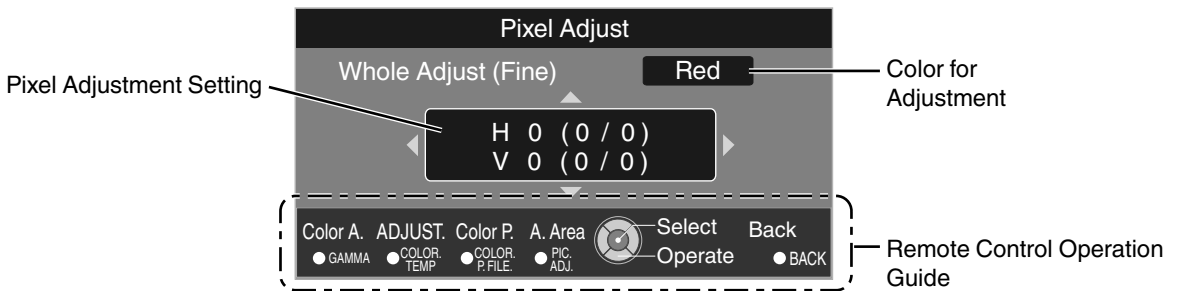 Pixel Adjust
Whole Adjust (Fine) Red
Pixel Adjustment Setting
Color for
Adjustment
H 0 (0 / 0)
V 0 (0 / 0)
Color A. ADJUST. Color P. A. Area Select Back
GAMMA COLOR. TEMP COLOR. P. FILE. PIC. ADJ. Operate BACK
Remote Control Operation
Guide